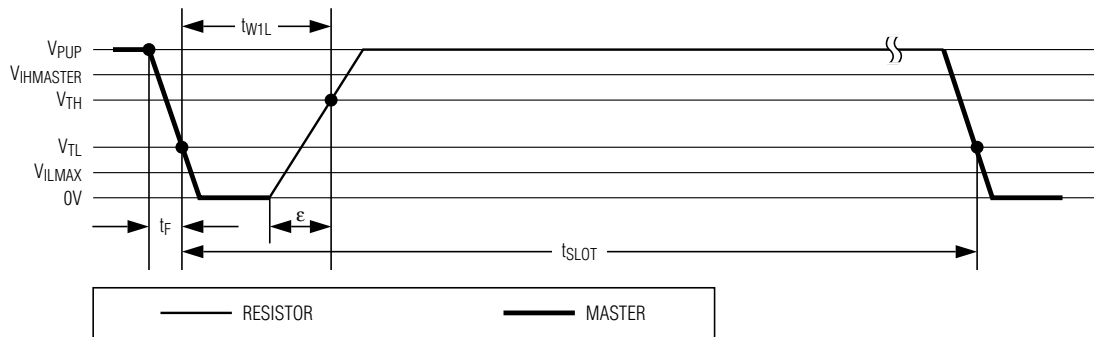 tW1L
VPUP
VIHMASTER
VTH
VTL
VILMAX
0V
tF
ε
tSLOT
RESISTOR MASTER